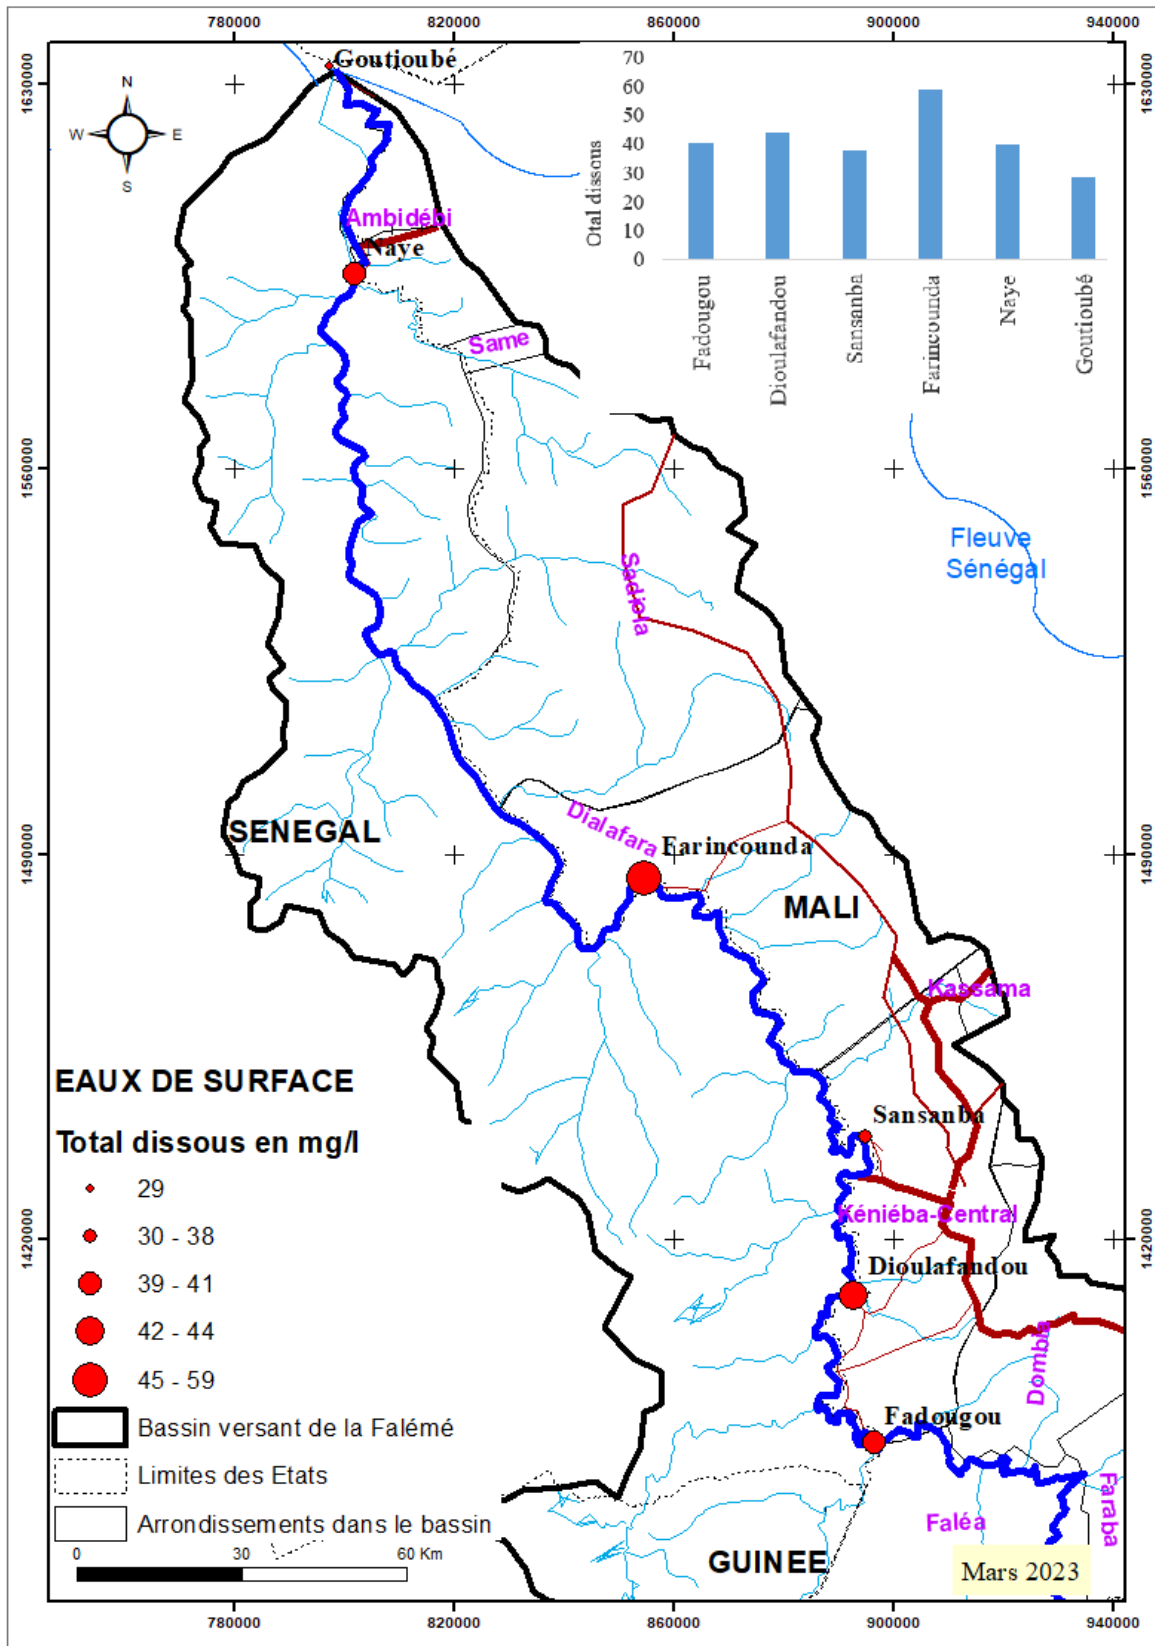 780000 820000 860000 900000 940000
Goutioubé
1630000
1630000
N
W E
S
70
60
50
40
30
20
10
0
Otal dissous
Fadougou
Dioulafandou
Sansanba
Farincounda
Naye
Goutioubé
Ambidébi
Naye
Same
1560000
1560000
Fleuve
Sénégal
Sadiola
SENEGAL
Dialafara
Farincounda
1490000
1490000
MALI
Kassama
EAUX DE SURFACE
Total dissous en mg/l
29
30 - 38
39 - 41
42 - 44
45 - 59
Bassin versant de la Falémé
Limites des Etats
Arrondissements dans le bassin
0 30 60 Km
Sansanba
Kéniéba-Central
1420000
1420000
Dioulafandou
Dombia
Fadougou
Faléa
Faraba
GUINEE
Mars 2023
780000 820000 860000 900000 940000